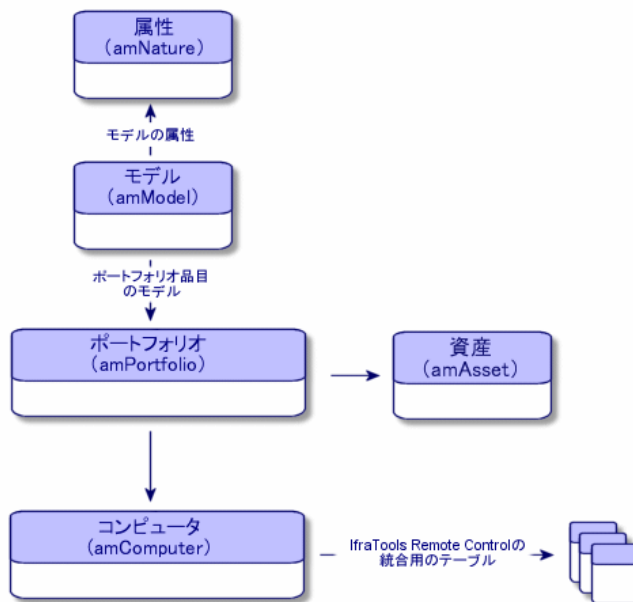 属性
(amNature)
モデルの属性
モデル
(amModel)
ポートフォリオ品目
のモデル
ポートフォリオ
(amPortfolio)
資産
(amAsset)
コンピュータ
(amComputer)
IfraTools Remote Controlの
統合用のテーブル